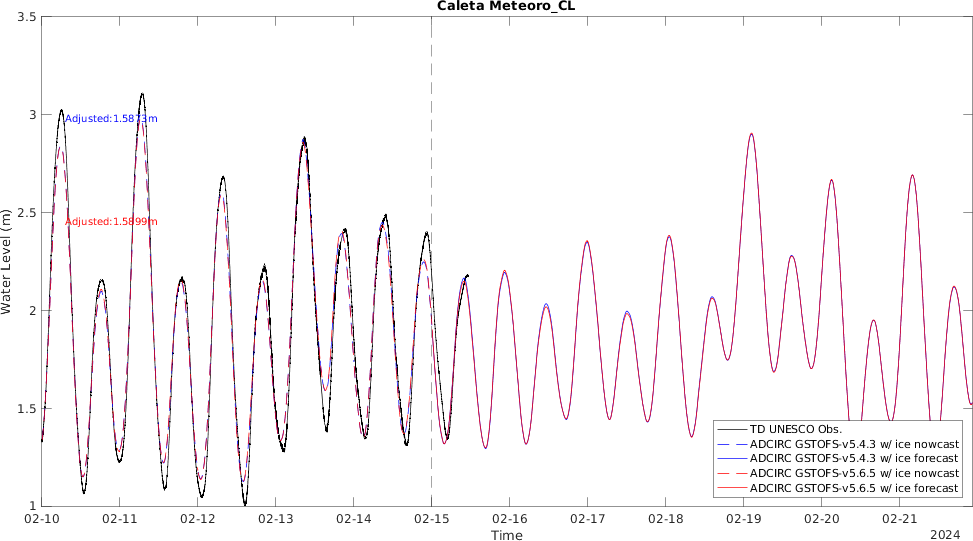 Caleta Meteoro_CL
3.5
3
2.5
2
1.5
1
Water Level (m)
Adjusted:1.5873m
Adjusted:1.5899m
TD UNESCO Obs.
ADCIRC GSTOFS-v5.4.3 w/ ice nowcast
ADCIRC GSTOFS-v5.4.3 w/ ice forecast
ADCIRC GSTOFS-v5.6.5 w/ ice nowcast
ADCIRC GSTOFS-v5.6.5 w/ ice forecast
02-10 02-11 02-12 02-13 02-14 02-15 02-16 02-17 02-18 02-19 02-20 02-21
Time
2024